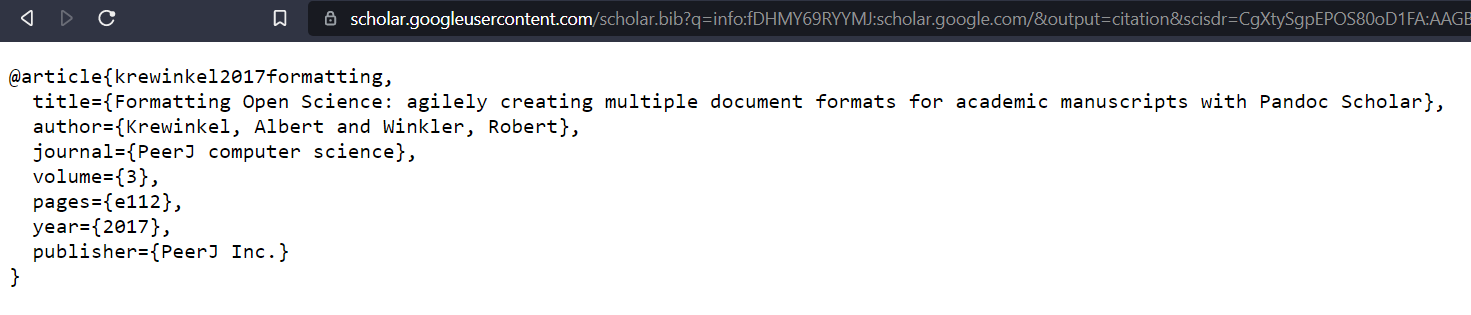 scholar.googleusercontent.com/scholar.bib?q=info:fDHMY69RYYMJ:scholar.google.com/&output=citation&scisdr=CgXtySgpEPOS80oD1FA:AAGB
@article{krewinkel2017formatting,
  title={Formatting Open Science: agilely creating multiple document formats for academic manuscripts with Pandoc Scholar},
  author={Krewinkel, Albert and Winkler, Robert},
  journal={PeerJ computer science},
  volume={3},
  pages={e112},
  year={2017},
  publisher={PeerJ Inc.}
}